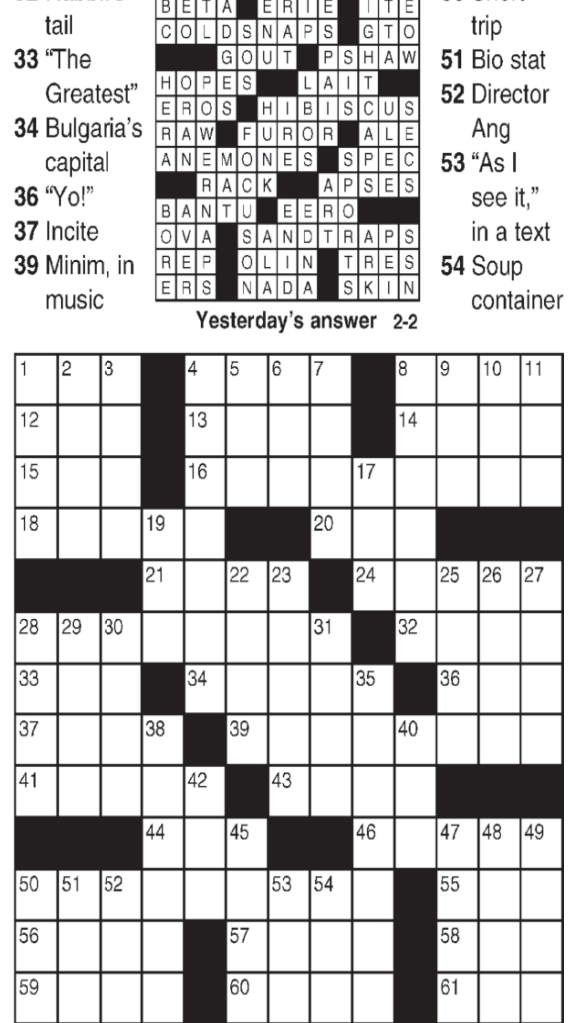 tail
33 “The
Greatest”
34 Bulgaria’s
capital
36 “Yo!”
37 Incite
39 Minim, in
music
BETA ERIE ITE
COLDSNAPS GTO
GOUT PSHAW
HOPES LAIT
EROS HIBISCUS
RAW FUROR ALE
ANEMONES SPEC
RACK APSES
BANTU EERO
OVA SANDTRAPS
REP OLIN TRES
ERS NADA SKIN
Yesterday’s answer 2-2
trip
51 Bio stat
52 Director
Ang
53 “As I
see it,”
in a text
54 Soup
container
1 2 3 4 5 6 7 8 9 10 11
12 13 14
15 16 17
18 19 20
21 22 23 24 25 26 27
28 29 30 31 32
33 34 35 36
37 38 39 40
41 42 43
44 45 46 47 48 49
50 51 52 53 54 55
56 57 58
59 60 61